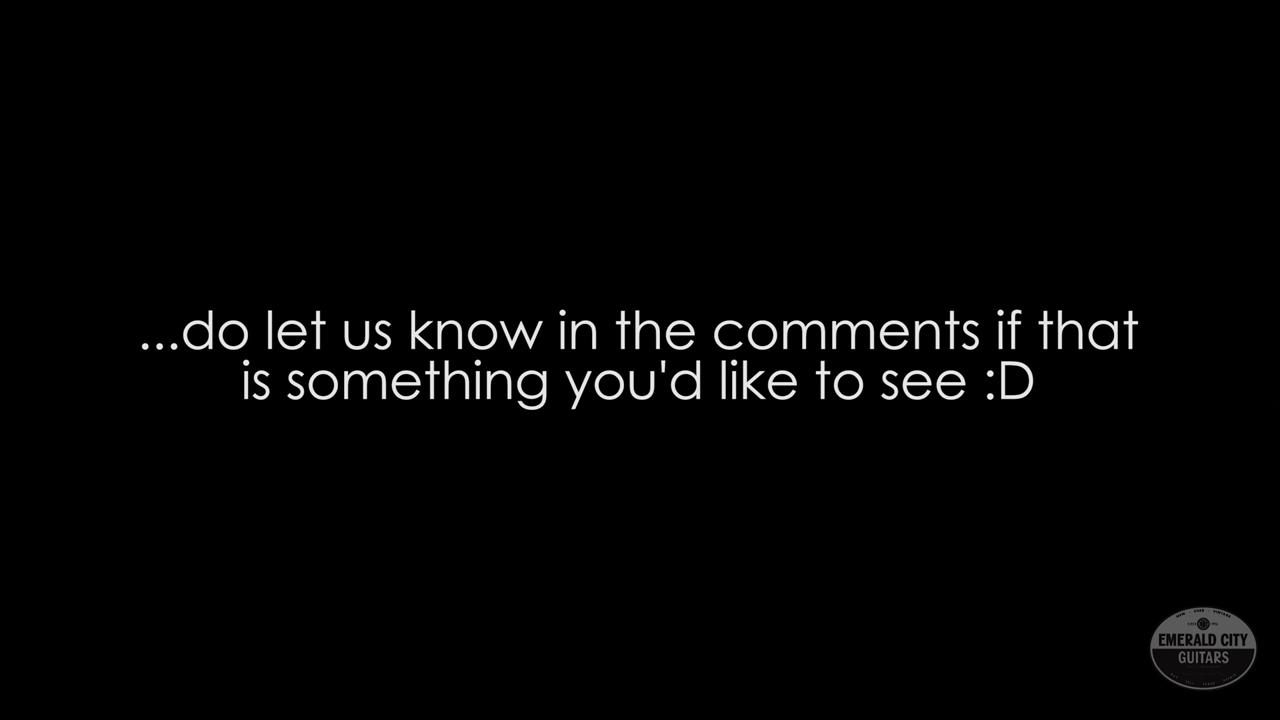 ...do let us know in the comments if that
is something you'd like to see :D
EMERALD CITY
GUITARS